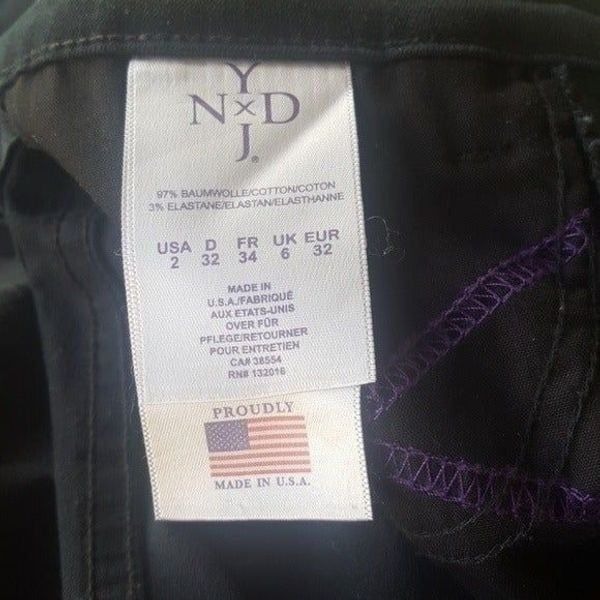 Y
N×D
J®
97% BAUMWOLLE/COTTON/COTON
3% ELASTANE/ELASTAN/ELASTHANNE
USA D FR UK EUR
2 32 34 6 32
MADE IN
U.S.A./FABRIQUÉ
AUX ETATS-UNIS
OVER FÜR
PFLEGE/RETOURNER
POUR ENTRETIEN
CA# 38554
RN# 132016
PROUDLY
MADE IN U.S.A.